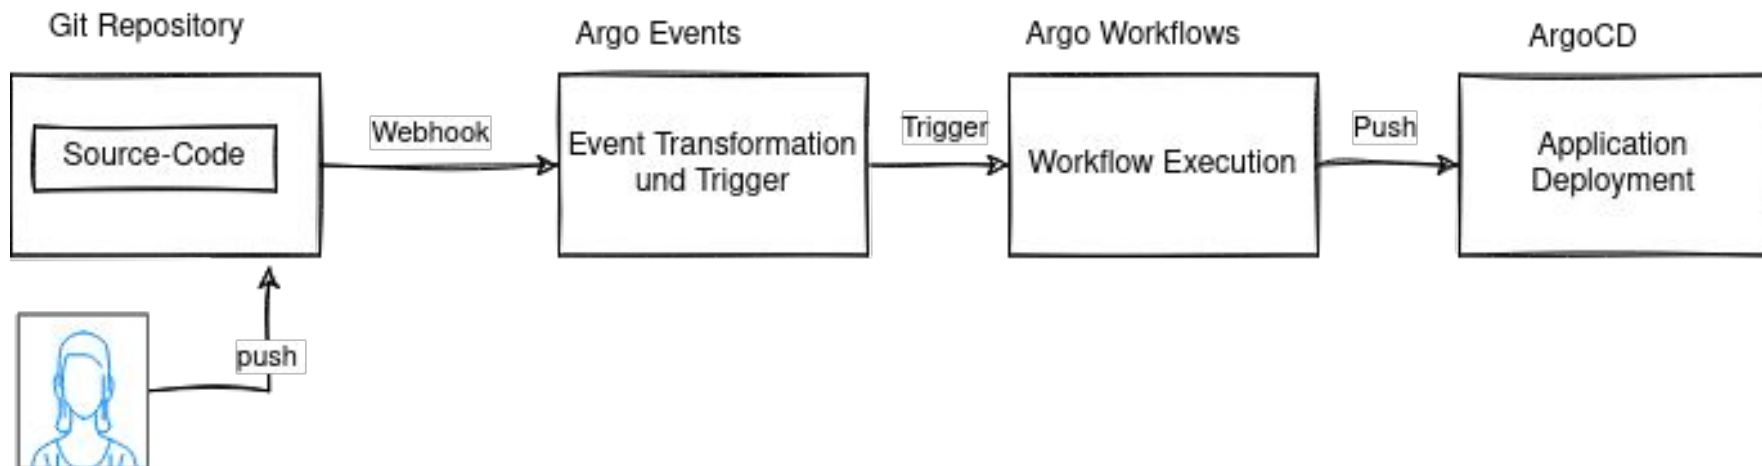 Git Repository
Argo Events
Argo Workflows
ArgoCD
Source-Code
Webhook
Event Transformation
und Trigger
Trigger
Workflow Execution
Push
Application
Deployment
push